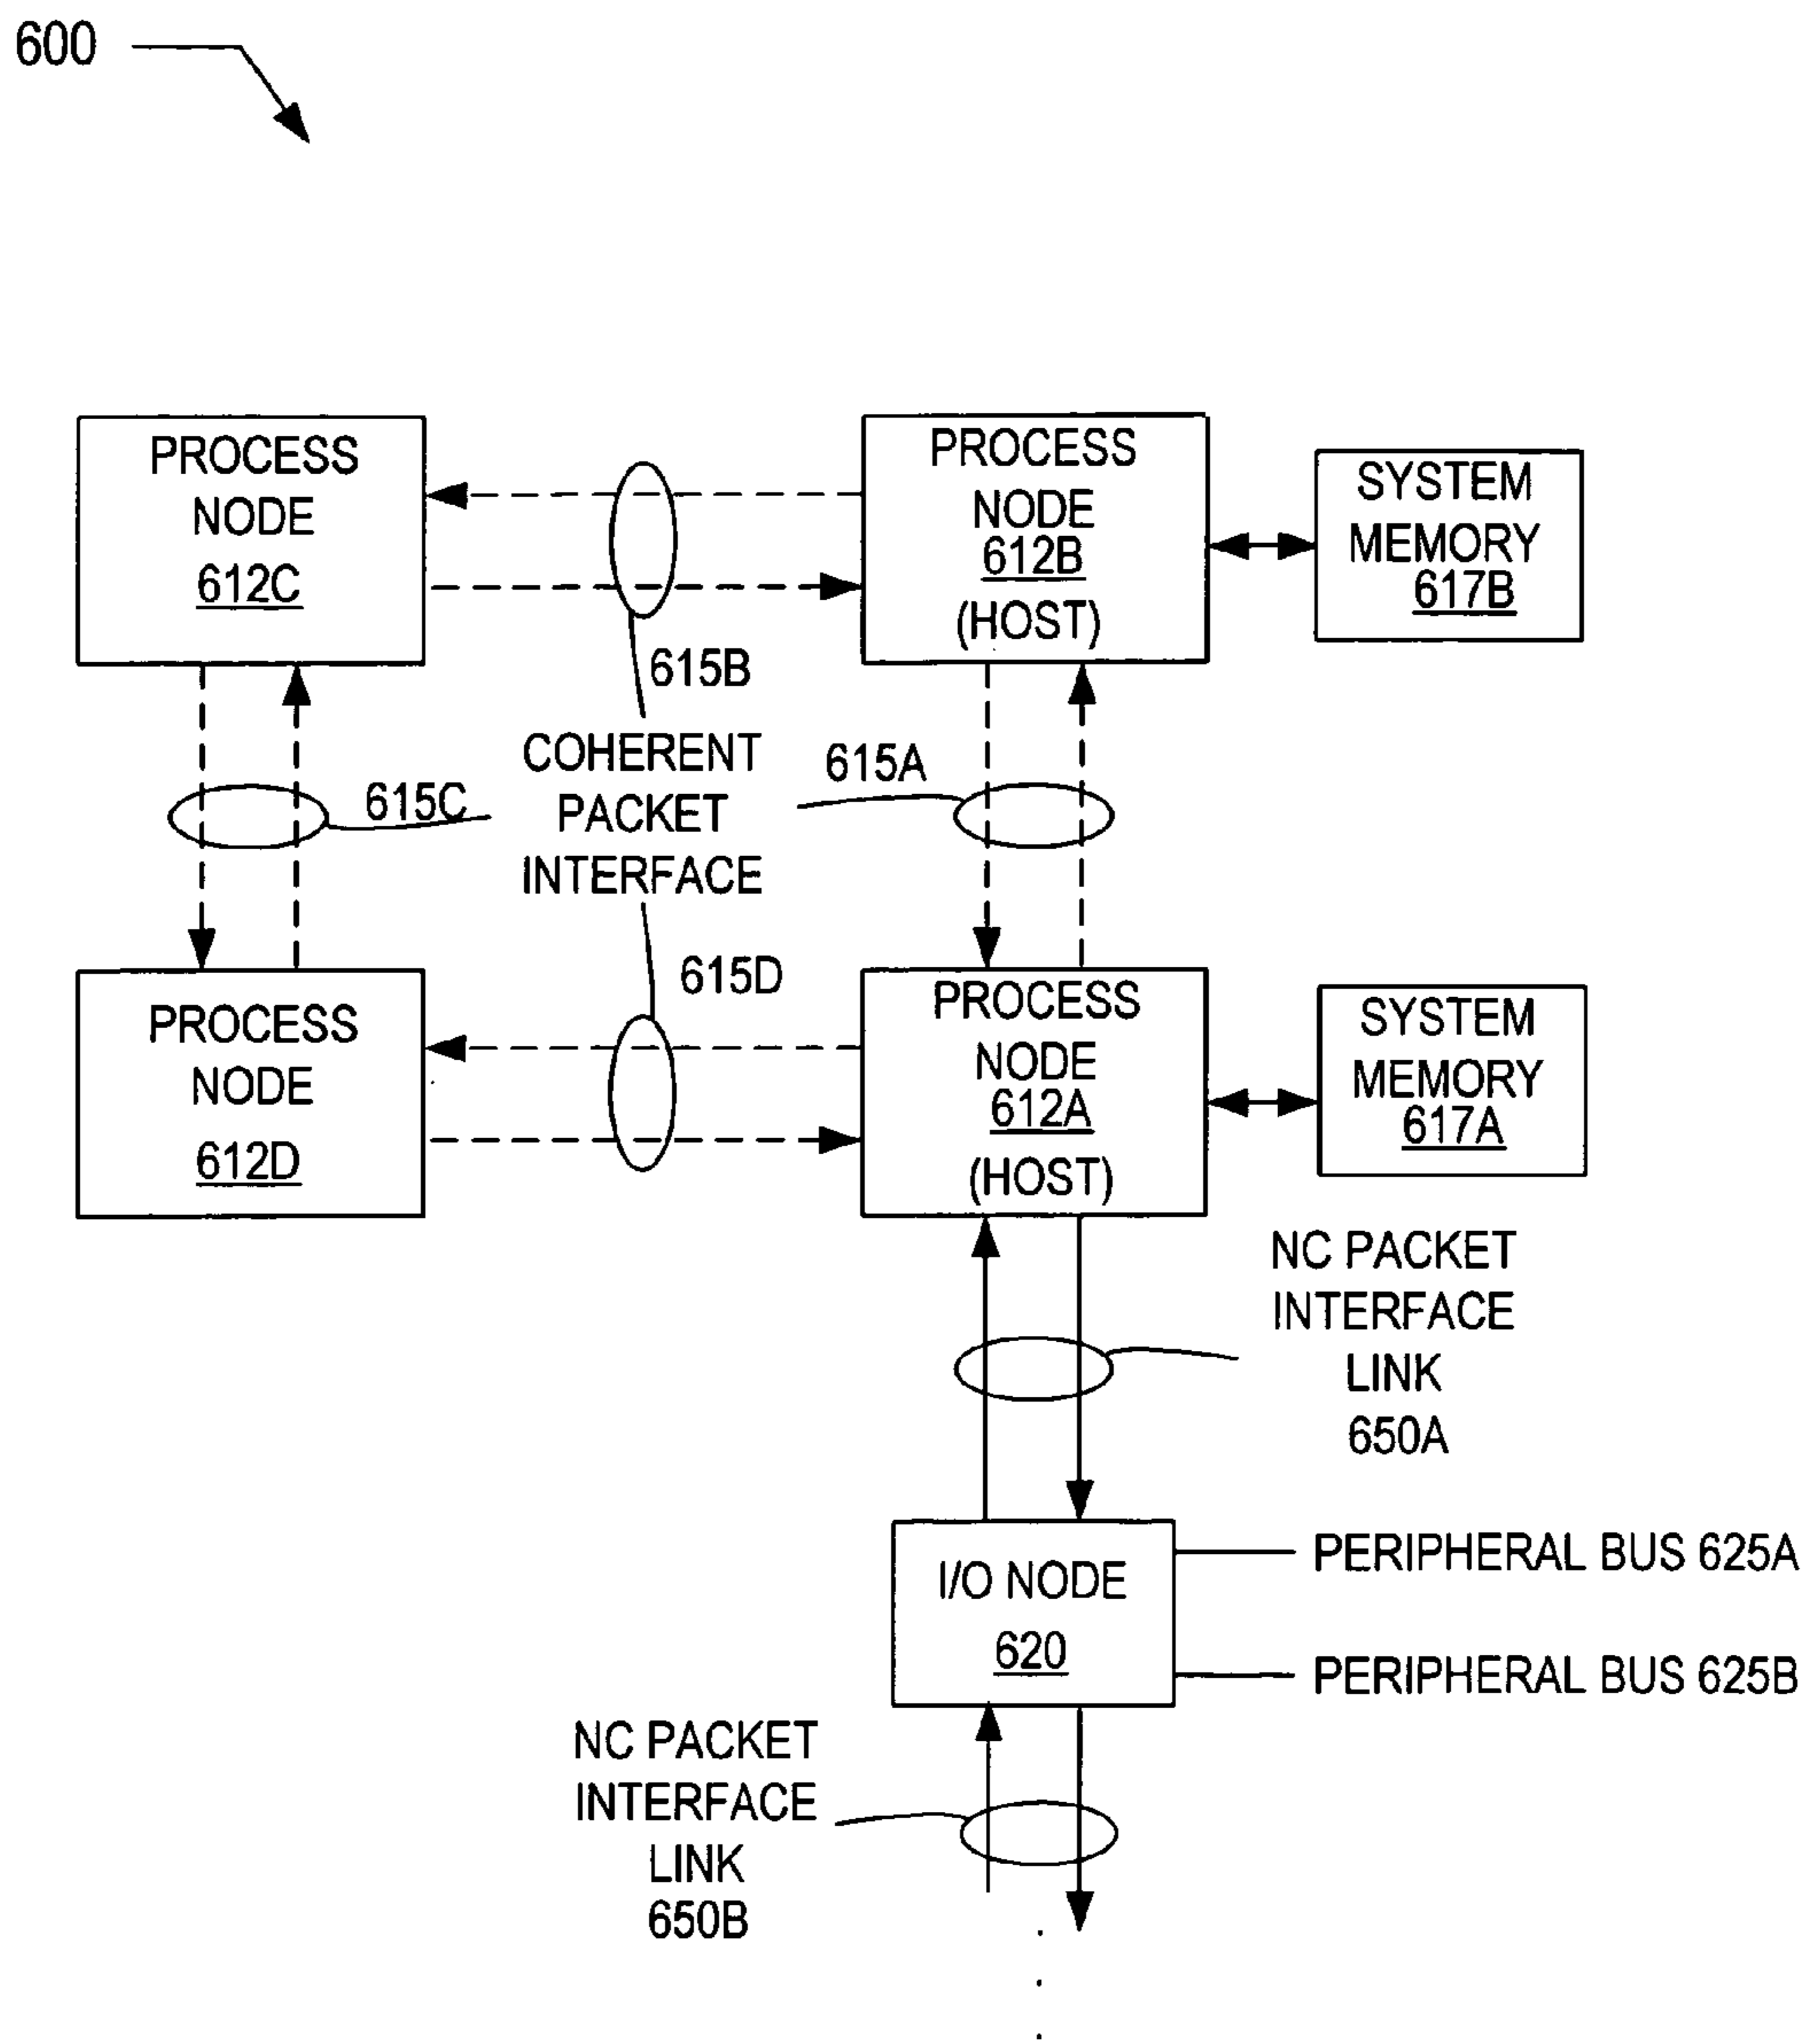 600
PROCESS
NODE
612C
PROCESS
NODE
612B
(HOST)
SYSTEM
MEMORY
617B
615B
COHERENT
PACKET
INTERFACE
615A
615C
615D
PROCESS
NODE
612D
PROCESS
NODE
612A
(HOST)
SYSTEM
MEMORY
617A
NC PACKET
INTERFACE
LINK
650A
I/O NODE
620
PERIPHERAL BUS 625A
PERIPHERAL BUS 625B
NC PACKET
INTERFACE
LINK
650B